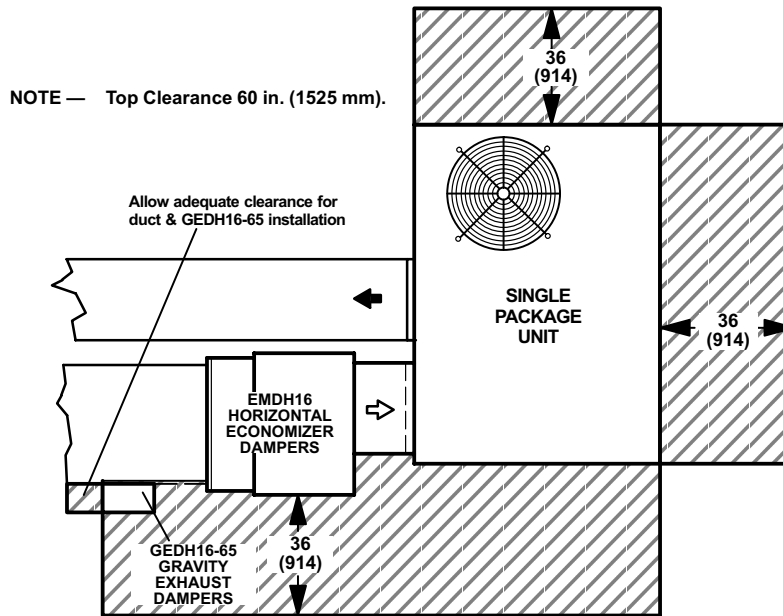 36
(914)
NOTE — Top Clearance 60 in. (1525 mm).
Allow adequate clearance for
duct & GEDH16-65 installation
SINGLE
PACKAGE
UNIT
36
(914)
EMDH16
HORIZONTAL
ECONOMIZER
DAMPERS
36
(914)
GEDH16-65
GRAVITY
EXHAUST
DAMPERS